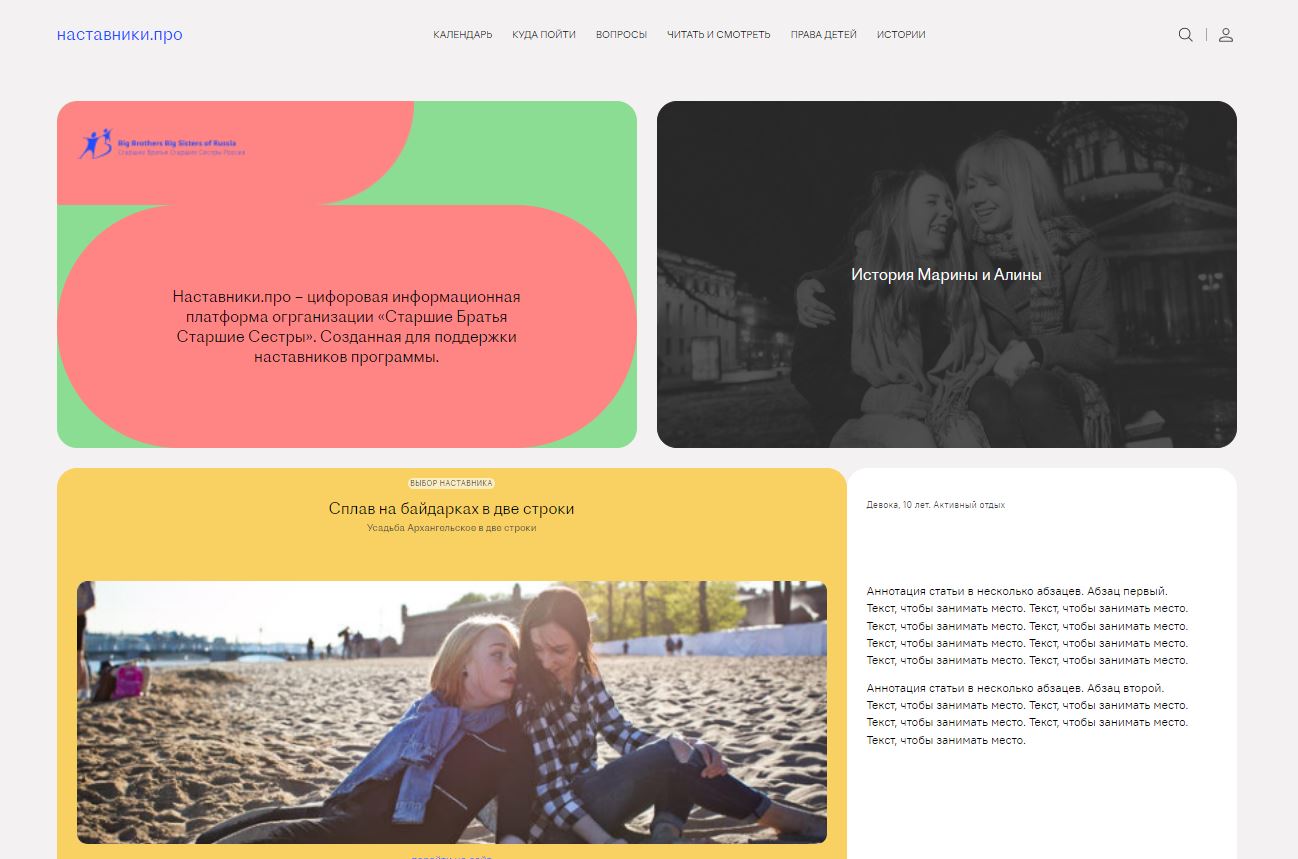 наставники.про
КАЛЕНДАРЬ КУДА ПОЙТИ ВОПРОСЫ ЧИТАТЬ И СМОТРЕТЬ ПРАВА ДЕТЕЙ ИСТОРИИ
Big Brothers Big Sisters of Russia
Старшие Братья Старшие Сестры Россия
Наставники.про – цифоровая информационная
платформа огрганизации «Старшие Братья
Старшие Сестры». Созданная для поддержки
наставников программы.
История Марины и Алины
ВЫБОР НАСТАВНИКА
Сплав на байдарках в две строки
Усадьба Архангельское в две строки
Девока, 10 лет. Активный отдых
Аннотация статьи в несколько абзацев. Абзац первый.
Текст, чтобы занимать место. Текст, чтобы занимать место.
Текст, чтобы занимать место. Текст, чтобы занимать место.
Текст, чтобы занимать место. Текст, чтобы занимать место.
Текст, чтобы занимать место. Текст, чтобы занимать место.
Аннотация статьи в несколько абзацев. Абзац второй.
Текст, чтобы занимать место. Текст, чтобы занимать место.
Текст, чтобы занимать место. Текст, чтобы занимать место.
Текст, чтобы занимать место.